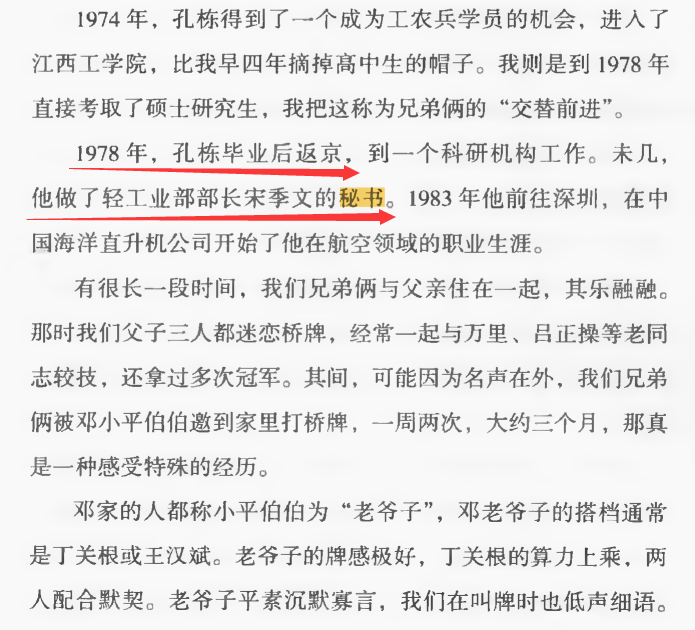 1974 年，孔栋得到了一个成为工农兵学员的机会，进入了
江西工学院，比我早四年摘掉高中生的帽子。我则是到 1978 年
直接考取了硕士研究生，我把这称为兄弟俩的“交替前进”。
1978 年，孔栋毕业后返京，到一个科研机构工作。未几，
他做了轻工业部部长宋季文的秘书。1983 年他前往深圳，在中
国海洋直升机公司开始了他在航空领域的职业生涯。
有很长一段时间，我们兄弟俩与父亲住在一起，其乐融融。
那时我们父子三人都迷恋桥牌，经常一起与万里、吕正操等老同
志较技，还拿过多次冠军。其间，可能因为名声在外，我们兄弟
俩被邓小平伯伯邀到家里打桥牌，一周两次，大约三个月，那真
是一种感受特殊的经历。
邓家的人都称小平伯伯为“老爷子”，邓老爷子的搭档通常
是丁关根或王汉斌。老爷子的牌感极好，丁关根的算力上乘，两
人配合默契。老爷子平素沉默寡言，我们在叫牌时也低声细语。